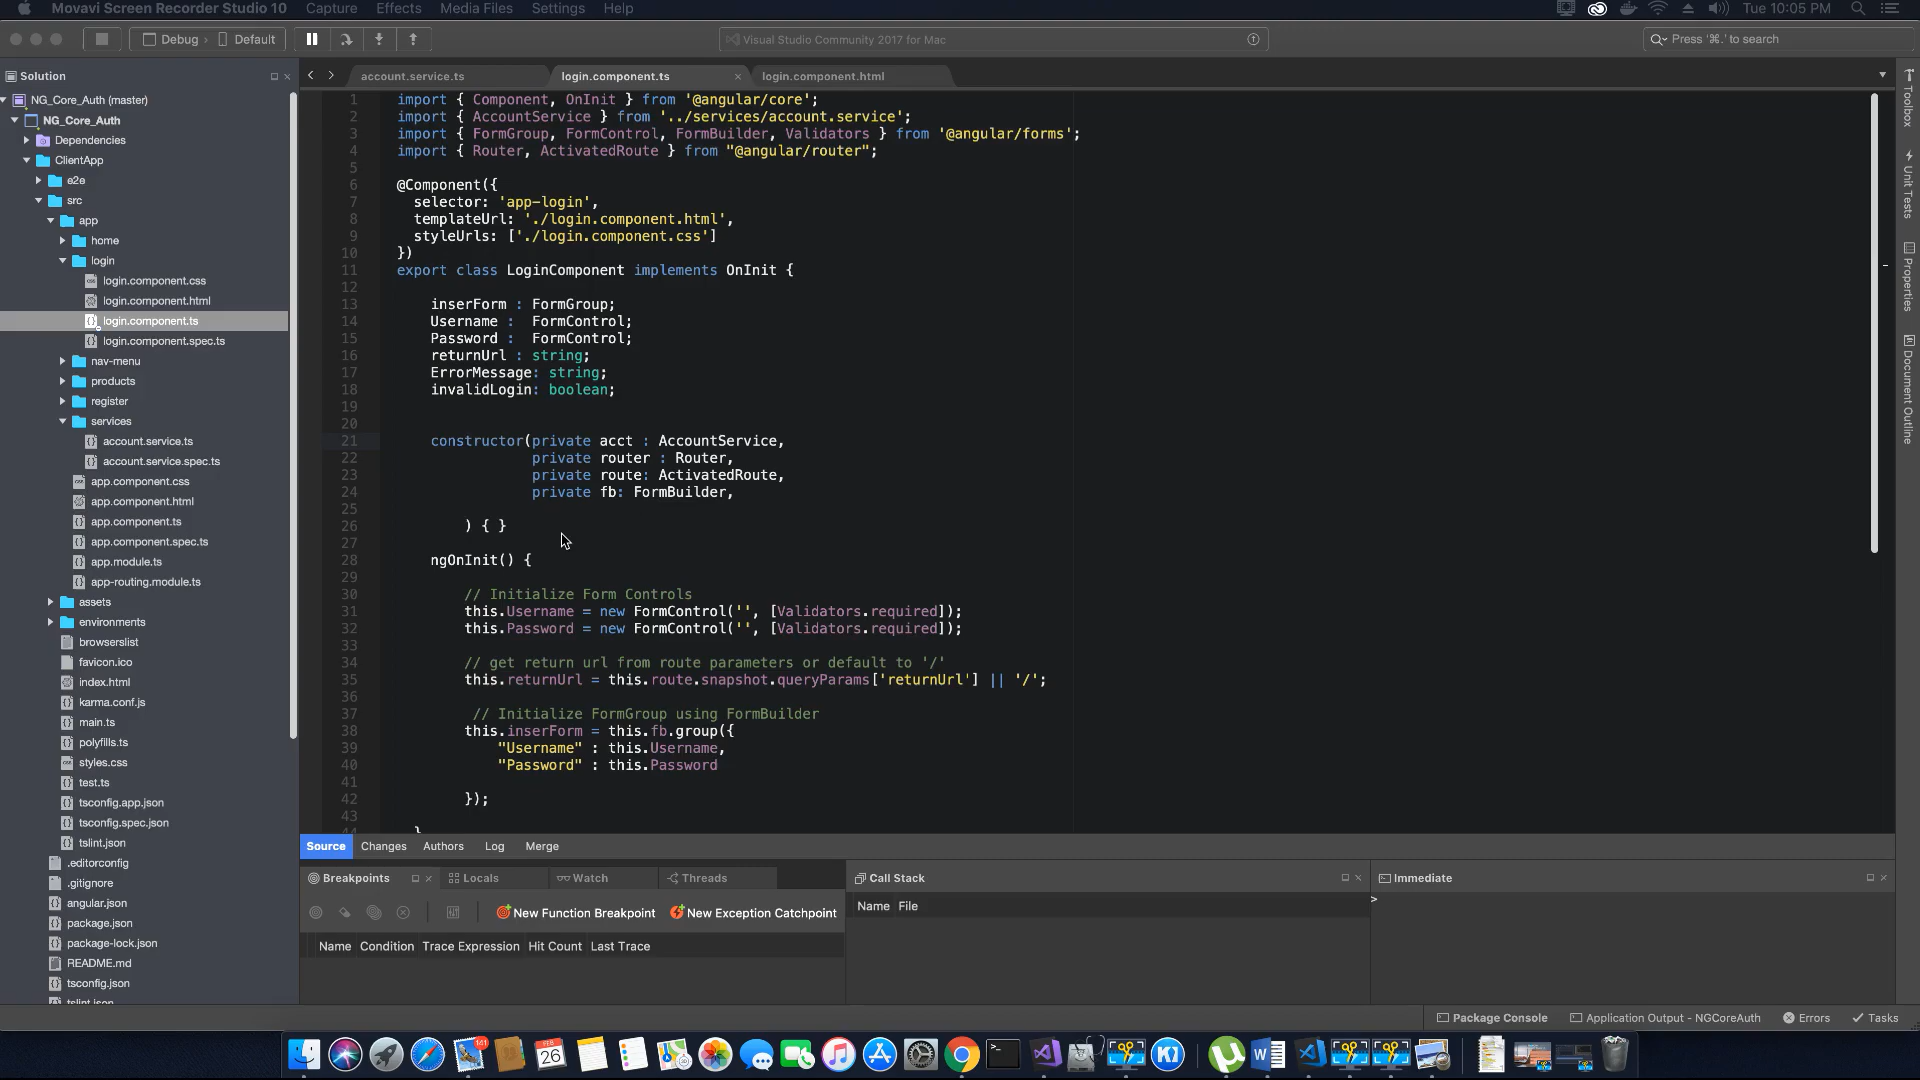 Movavi Screen Recorder Studio 10 Capture Effects Media Files Settings Help Tue 10:05 PM
Debug Default Visual Studio Community 2017 for Mac Press '⌘.' to search
Solution
NG_Core_Auth (master)
NG_Core_Auth
Dependencies
ClientApp
e2e
src
app
home
login
login.component.css
login.component.html
login.component.ts
login.component.spec.ts
nav-menu
products
register
services
account.service.ts
account.service.spec.ts
app.component.css
app.component.html
app.component.ts
app.component.spec.ts
app.module.ts
app-routing.module.ts
assets
environments
browserslist
favicon.ico
index.html
karma.conf.js
main.ts
polyfills.ts
styles.css
test.ts
tsconfig.app.json
tsconfig.spec.json
tslint.json
.editorconfig
.gitignore
angular.json
package.json
package-lock.json
README.md
tsconfig.json
tslint.json
account.service.ts login.component.ts login.component.html
1 import { Component, OnInit } from '@angular/core';
2 import { AccountService } from '../services/account.service';
3 import { FormGroup, FormControl, FormBuilder, Validators } from '@angular/forms';
4 import { Router, ActivatedRoute } from "@angular/router";
5
6 @Component({
7 selector: 'app-login',
8 templateUrl: './login.component.html',
9 styleUrls: ['./login.component.css']
10 })
11 export class LoginComponent implements OnInit {
12
13 inserForm : FormGroup;
14 Username : FormControl;
15 Password : FormControl;
16 returnUrl : string;
17 ErrorMessage: string;
18 invalidLogin: boolean;
19
20
21 constructor(private acct : AccountService,
22 private router : Router,
23 private route: ActivatedRoute,
24 private fb: FormBuilder,
25
26 ) { }
27
28 ngOnInit() {
29
30 // Initialize Form Controls
31 this.Username = new FormControl('', [Validators.required]);
32 this.Password = new FormControl('', [Validators.required]);
33
34 // get return url from route parameters or default to '/'
35 this.returnUrl = this.route.snapshot.queryParams['returnUrl'] || '/';
36
37 // Initialize FormGroup using FormBuilder
38 this.inserForm = this.fb.group({
39 "Username" : this.Username,
40 "Password" : this.Password
41
42 });
43
44 }
Source Changes Authors Log Merge
Breakpoints Locals Watch Threads
New Function Breakpoint New Exception Catchpoint
Name Condition Trace Expression Hit Count Last Trace
Call Stack
Name File
Immediate
>
Toolbox
Unit Tests
Properties
Document Outline
Package Console Application Output - NGCoreAuth Errors Tasks
161
FEB
26